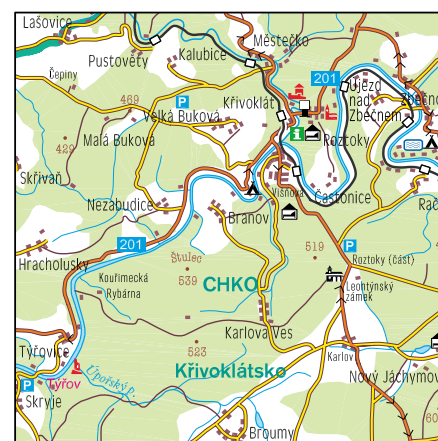 Lašovice
Městečko
Pustověty
Kalubice
Čepiny
201
Újezd
nad
Zbečnem
469
P
Křivoklát
Velká Buková
Malá Buková
429
i
Roztoky
Skřivaň
Višňová
Častonice
Nezabudice
Branov
201
Štulec
519
P
Roztoky (část)
Hracholusky
539
CHKO
Kouřimecká
Rybárna
Leontýnský
zámek
Karlova Ves
Týřovice
523
Karlov
Týřov
Úpořský p.
Křivoklátsko
Nový Jáchymov
P
Skryje
Broumy